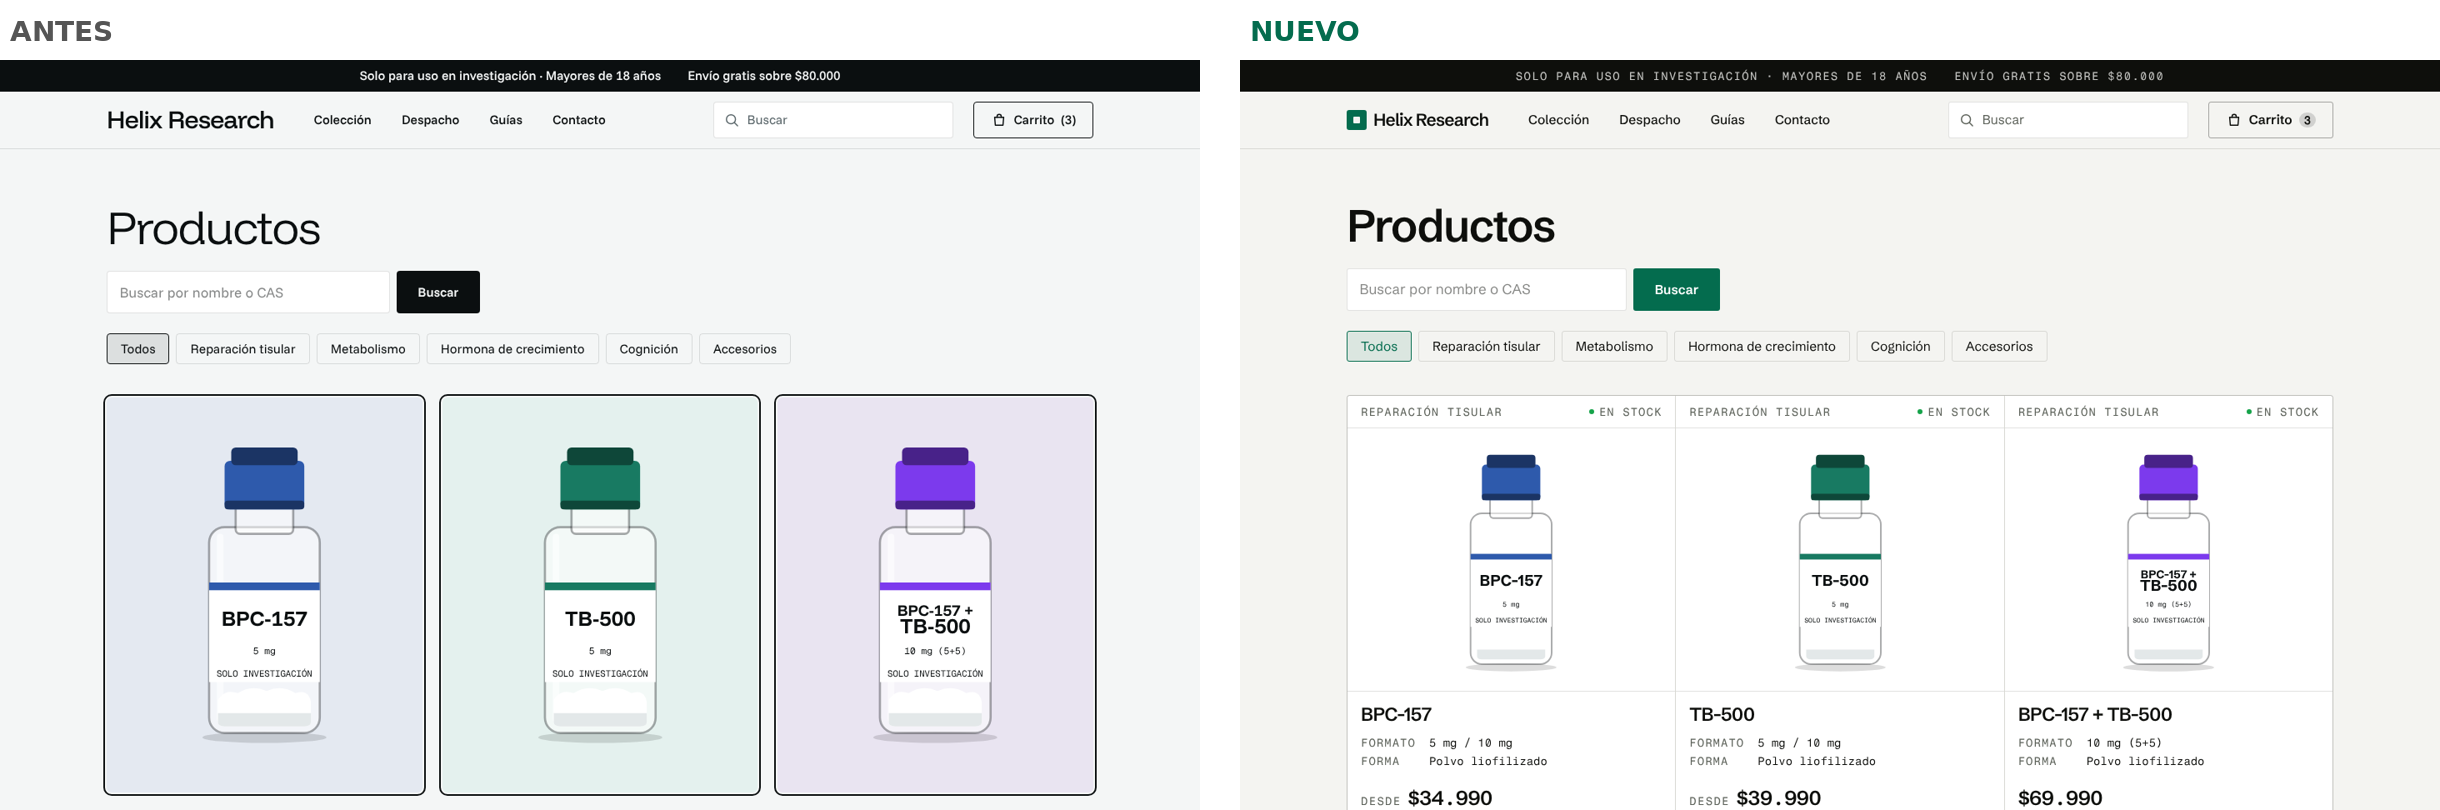 ANTES
Solo para uso en investigación · Mayores de 18 años Envío gratis sobre $80.000
Helix Research Colección Despacho Guías Contacto Buscar Carrito (3)
Productos
Buscar por nombre o CAS Buscar
Todos Reparación tisular Metabolismo Hormona de crecimiento Cognición Accesorios
BPC-157
5 mg
SOLO INVESTIGACIÓN
TB-500
5 mg
SOLO INVESTIGACIÓN
BPC-157 +
TB-500
10 mg (5+5)
SOLO INVESTIGACIÓN
NUEVO
SOLO PARA USO EN INVESTIGACIÓN · MAYORES DE 18 AÑOS ENVÍO GRATIS SOBRE $80.000
Helix Research Colección Despacho Guías Contacto Buscar Carrito 3
Productos
Buscar por nombre o CAS Buscar
Todos Reparación tisular Metabolismo Hormona de crecimiento Cognición Accesorios
REPARACIÓN TISULAR EN STOCK
BPC-157
5 mg
SOLO INVESTIGACIÓN
BPC-157
FORMATO 5 mg / 10 mg
FORMA Polvo liofilizado
DESDE $34.990
REPARACIÓN TISULAR EN STOCK
TB-500
5 mg
SOLO INVESTIGACIÓN
TB-500
FORMATO 5 mg / 10 mg
FORMA Polvo liofilizado
DESDE $39.990
REPARACIÓN TISULAR EN STOCK
BPC-157 +
TB-500
10 mg (5+5)
SOLO INVESTIGACIÓN
BPC-157 + TB-500
FORMATO 10 mg (5+5)
FORMA Polvo liofilizado
$69.990